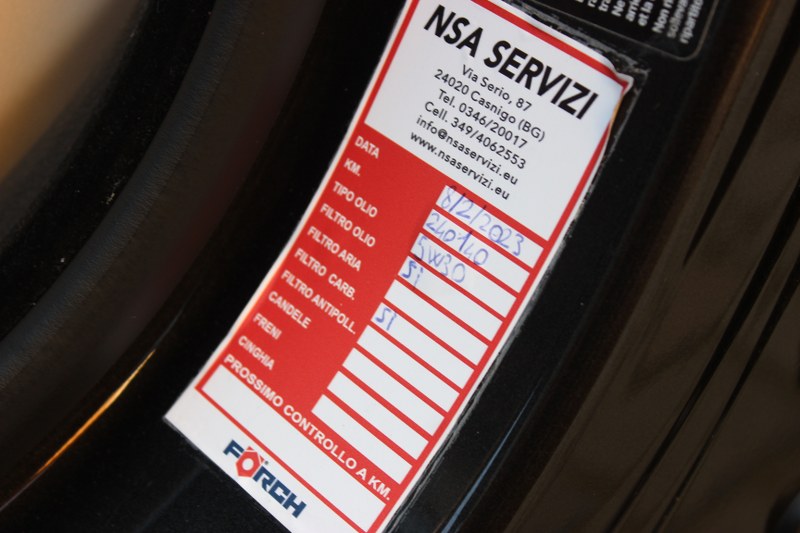 NSA SERVIZI
Via Serio, 87
24020 Casnigo (BG)
Tel. 0346/20017
Cell. 349/4062553
info@nsaservizi.eu
www.nsaservizi.eu
DATA 8/2/2023
KM. 240140
TIPO OLIO 5W30
FILTRO OLIO si
FILTRO ARIA
FILTRO CARB. si
FILTRO ANTIPOLL.
CANDELE
FRENI
CINGHIA
PROSSIMO CONTROLLO A KM.
FÖRCH